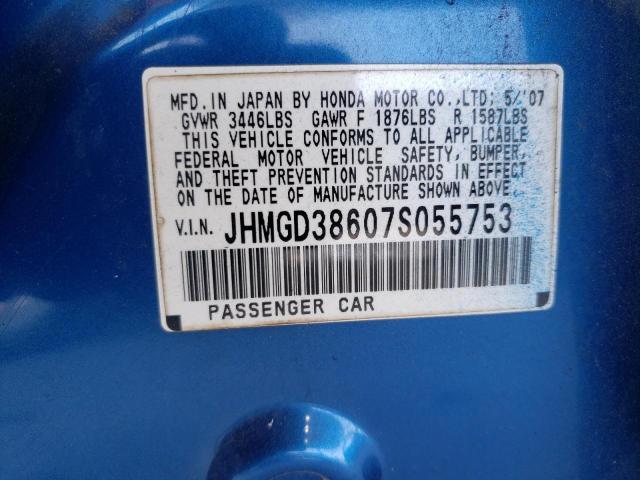 MFD. IN JAPAN BY HONDA MOTOR CO., LTD; 5/'07
GVWR 3446LBS GAWR F 1876LBS R 1587LBS
THIS VEHICLE CONFORMS TO ALL APPLICABLE
FEDERAL MOTOR VEHICLE SAFETY, BUMPER,
AND THEFT PREVENTION STANDARDS IN EFFECT
ON THE DATE OF MANUFACTURE SHOWN ABOVE.
V.I.N. JHMGD38607S055753
PASSENGER CAR